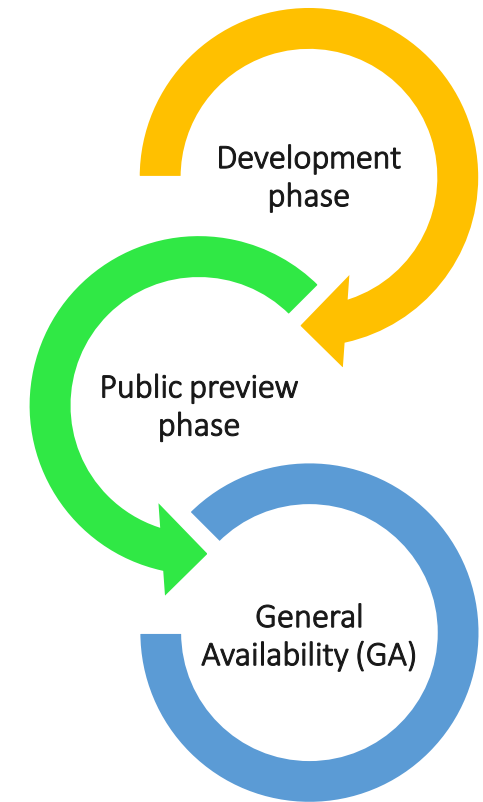 Development
phase
Public preview
phase
General
Availability (GA)